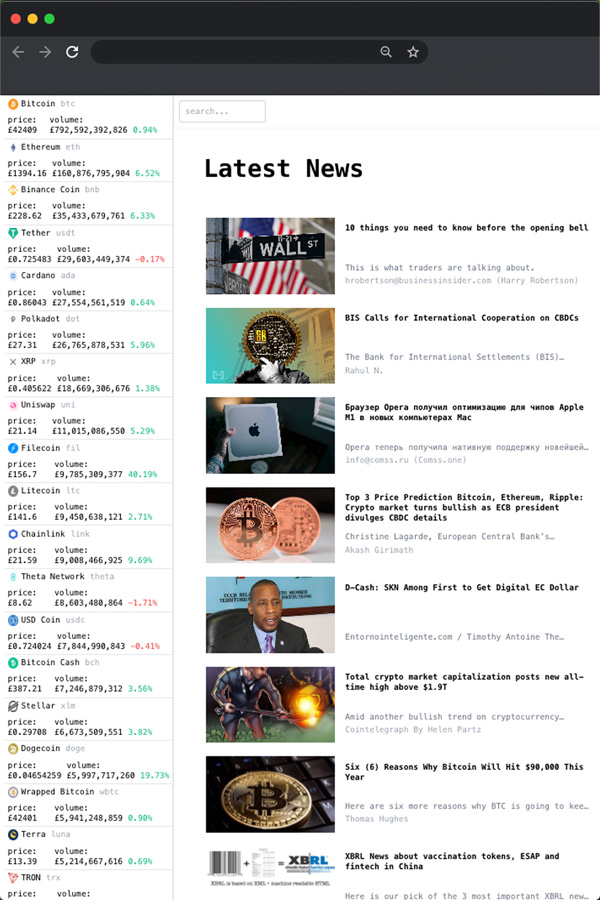 Bitcoin btc
price: volume:
£42409 £792,592,392,826 0.94%
Ethereum eth
price: volume:
£1394.16 £160,876,795,904 6.52%
Binance Coin bnb
price: volume:
£228.62 £35,433,679,761 6.33%
Tether usdt
price: volume:
£0.725483 £29,603,449,374 -0.17%
Cardano ada
price: volume:
£0.86043 £27,554,561,519 0.64%
Polkadot dot
price: volume:
£27.31 £26,765,878,531 5.96%
XRP xrp
price: volume:
£0.405622 £18,669,306,676 1.38%
Uniswap uni
price: volume:
£21.14 £11,015,086,550 5.29%
Filecoin fil
price: volume:
£156.7 £9,785,309,377 40.19%
Litecoin ltc
price: volume:
£141.6 £9,450,638,121 2.71%
Chainlink link
price: volume:
£21.59 £9,008,466,925 9.69%
Theta Network theta
price: volume:
£8.62 £8,603,480,864 -1.71%
USD Coin usdc
price: volume:
£0.724024 £7,844,990,843 -0.41%
Bitcoin Cash bch
price: volume:
£387.21 £7,246,879,312 3.56%
Stellar xlm
price: volume:
£0.29708 £6,673,509,551 3.82%
Dogecoin doge
price: volume:
£0.04654259 £5,997,717,260 19.73%
Wrapped Bitcoin wbtc
price: volume:
£42401 £5,941,248,859 0.90%
Terra luna
price: volume:
£13.39 £5,214,667,616 0.69%
TRON trx
price: volume:
search...
Latest News
WALL ST
11-21
10 things you need to know before the opening bell
This is what traders are talking about.
hrobertson@businessinsider.com (Harry Robertson)
BIS Calls for International Cooperation on CBDCs
The Bank for International Settlements (BIS)…
Rahul N.
Браузер Opera получил оптимизацию для чипов Apple
M1 в новых компьютерах Mac
Opera теперь получила нативную поддержку новейшей…
info@comss.ru (Comss.one)
Top 3 Price Prediction Bitcoin, Ethereum, Ripple:
Crypto market turns bullish as ECB president
divulges CBDC details
Christine Lagarde, European Central Bank's…
Akash Girimath
D-Cash: SKN Among First to Get Digital EC Dollar
Entornointeligente.com / Timothy Antoine The…
Total crypto market capitalization posts new all-
time high above $1.9T
Amid another bullish trend on cryptocurrency…
Cointelegraph By Helen Partz
Six (6) Reasons Why Bitcoin Will Hit $90,000 This
Year
Here are six more reasons why BTC is going to kee…
Thomas Hughes
XBRL
XBRL is based on XML - machine readable HTML
XBRL News about vaccination tokens, ESAP and
fintech in China
Here is our pick of the 3 most important XBRL new…